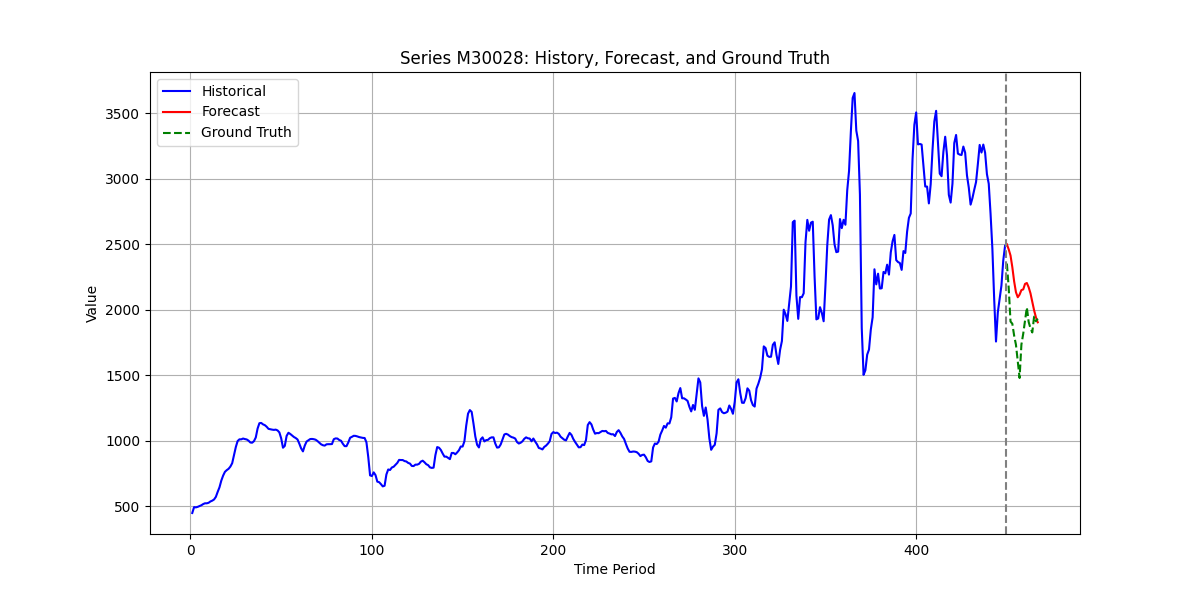 Series M30028: History, Forecast, and Ground Truth
Historical
Forecast
Ground Truth
3500
3000
2500
2000
1500
1000
500
Value
0 100 200 300 400
Time Period